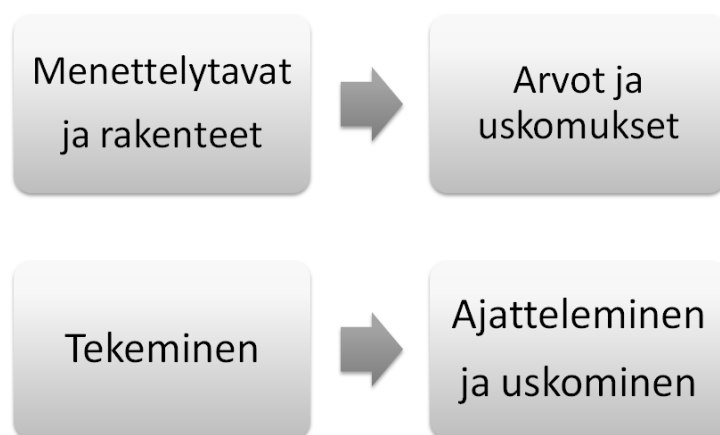 Menettelytavat
ja rakenteet
Arvot ja
uskomukset
Tekeminen
Ajatteleminen
ja uskominen